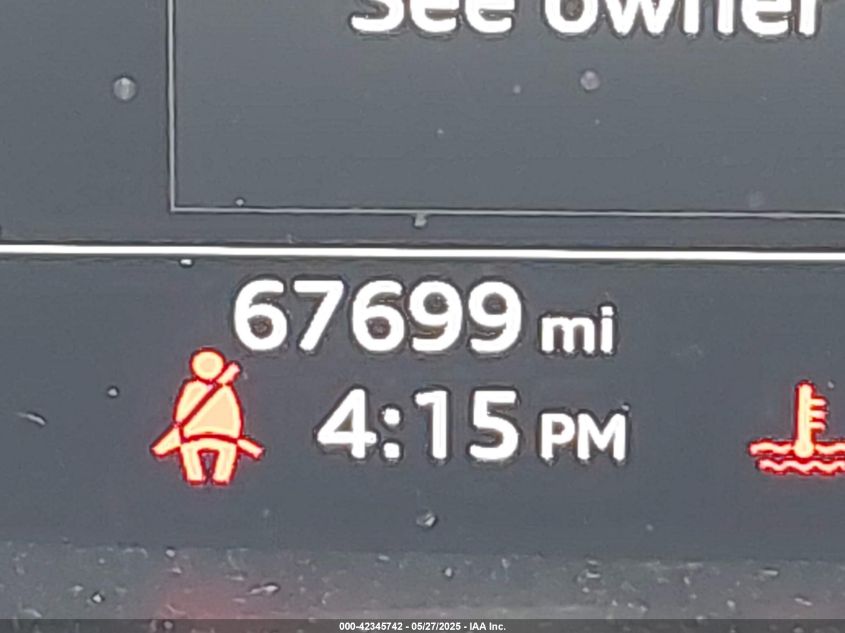 See owner
67699 mi
4:15 PM
000-42345742 - 05/27/2025 - IAA Inc.